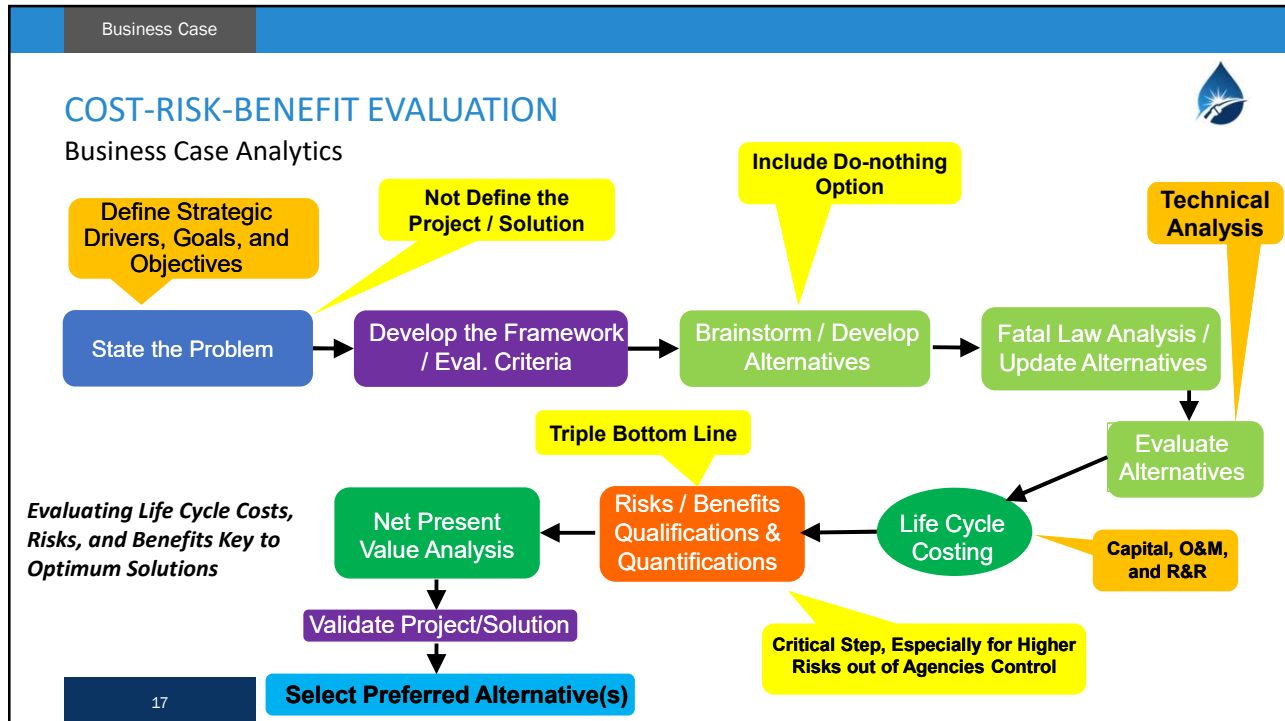 Business Case
COST-RISK-BENEFIT EVALUATION
Business Case Analytics
Define Strategic
Drivers, Goals, and
Objectives
Not Define the
Project / Solution
Include Do-nothing
Option
Technical
Analysis
State the Problem
Develop the Framework
/ Eval. Criteria
Brainstorm / Develop
Alternatives
Fatal Law Analysis /
Update Alternatives
Evaluate
Alternatives
Life Cycle
Costing
Capital, O&M,
and R&R
Triple Bottom Line
Risks / Benefits
Qualifications &
Quantifications
Critical Step, Especially for Higher
Risks out of Agencies Control
Net Present
Value Analysis
Evaluating Life Cycle Costs,
Risks, and Benefits Key to
Optimum Solutions
Validate Project/Solution
Select Preferred Alternative(s)
17